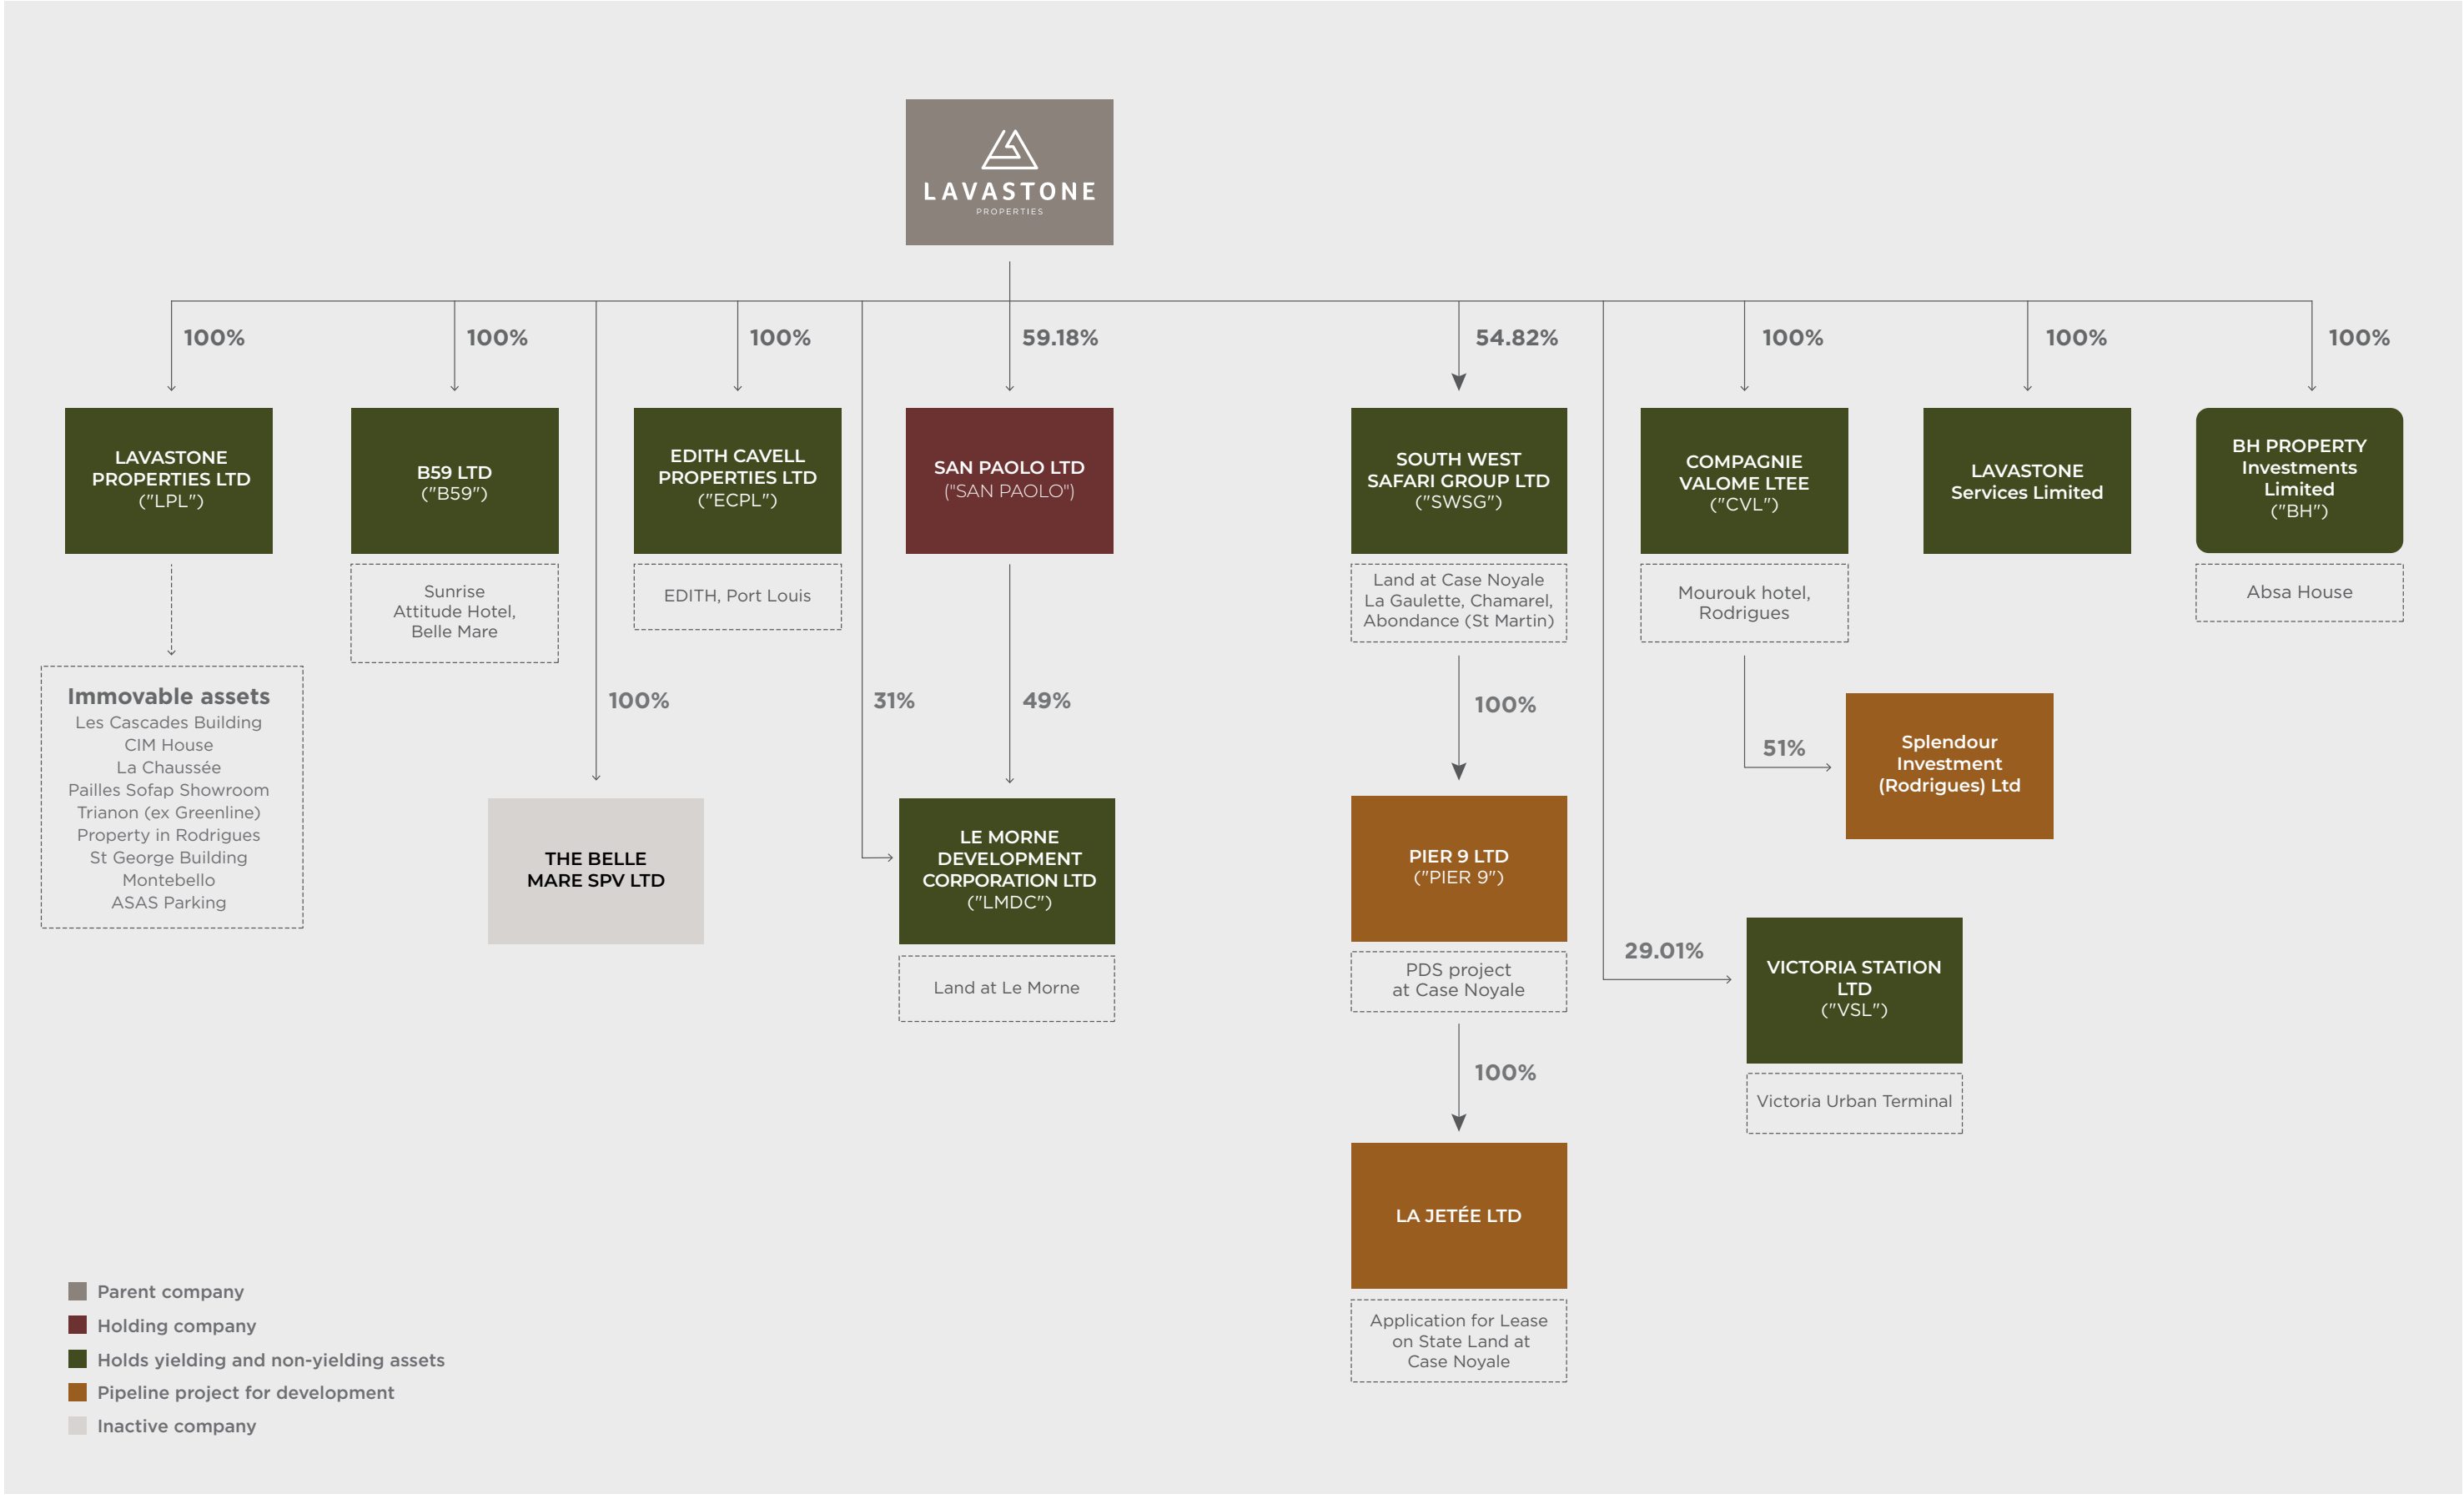 LAVASTONE
PROPERTIES
100%
100%
100%
59.18%
54.82%
100%
100%
100%
LAVASTONE
PROPERTIES LTD
("LPL")
B59 LTD
("B59")
EDITH CAVELL
PROPERTIES LTD
("ECPL")
SAN PAOLO LTD
("SAN PAOLO")
SOUTH WEST
SAFARI GROUP LTD
("SWSG")
COMPAGNIE
VALOME LTEE
("CVL")
LAVASTONE
Services Limited
BH PROPERTY
Investments
Limited
("BH")
Sunrise
Attitude Hotel,
Belle Mare
EDITH, Port Louis
Land at Case Noyale
La Gaulette, Chamarel,
Abondance (St Martin)
Mourouk hotel,
Rodrigues
Absa House
Immovable assets
Les Cascades Building
CIM House
La Chaussée
Pailles Sofap Showroom
Trianon (ex Greenline)
Property in Rodrigues
St George Building
Montebello
ASAS Parking
100%
31%
49%
100%
51%
Splendour
Investment
(Rodrigues) Ltd
THE BELLE
MARE SPV LTD
LE MORNE
DEVELOPMENT
CORPORATION LTD
("LMDC")
PIER 9 LTD
("PIER 9")
Land at Le Morne
PDS project
at Case Noyale
29.01%
VICTORIA STATION
LTD
("VSL")
Victoria Urban Terminal
100%
LA JETÉE LTD
Application for Lease
on State Land at
Case Noyale
Parent company
Holding company
Holds yielding and non-yielding assets
Pipeline project for development
Inactive company